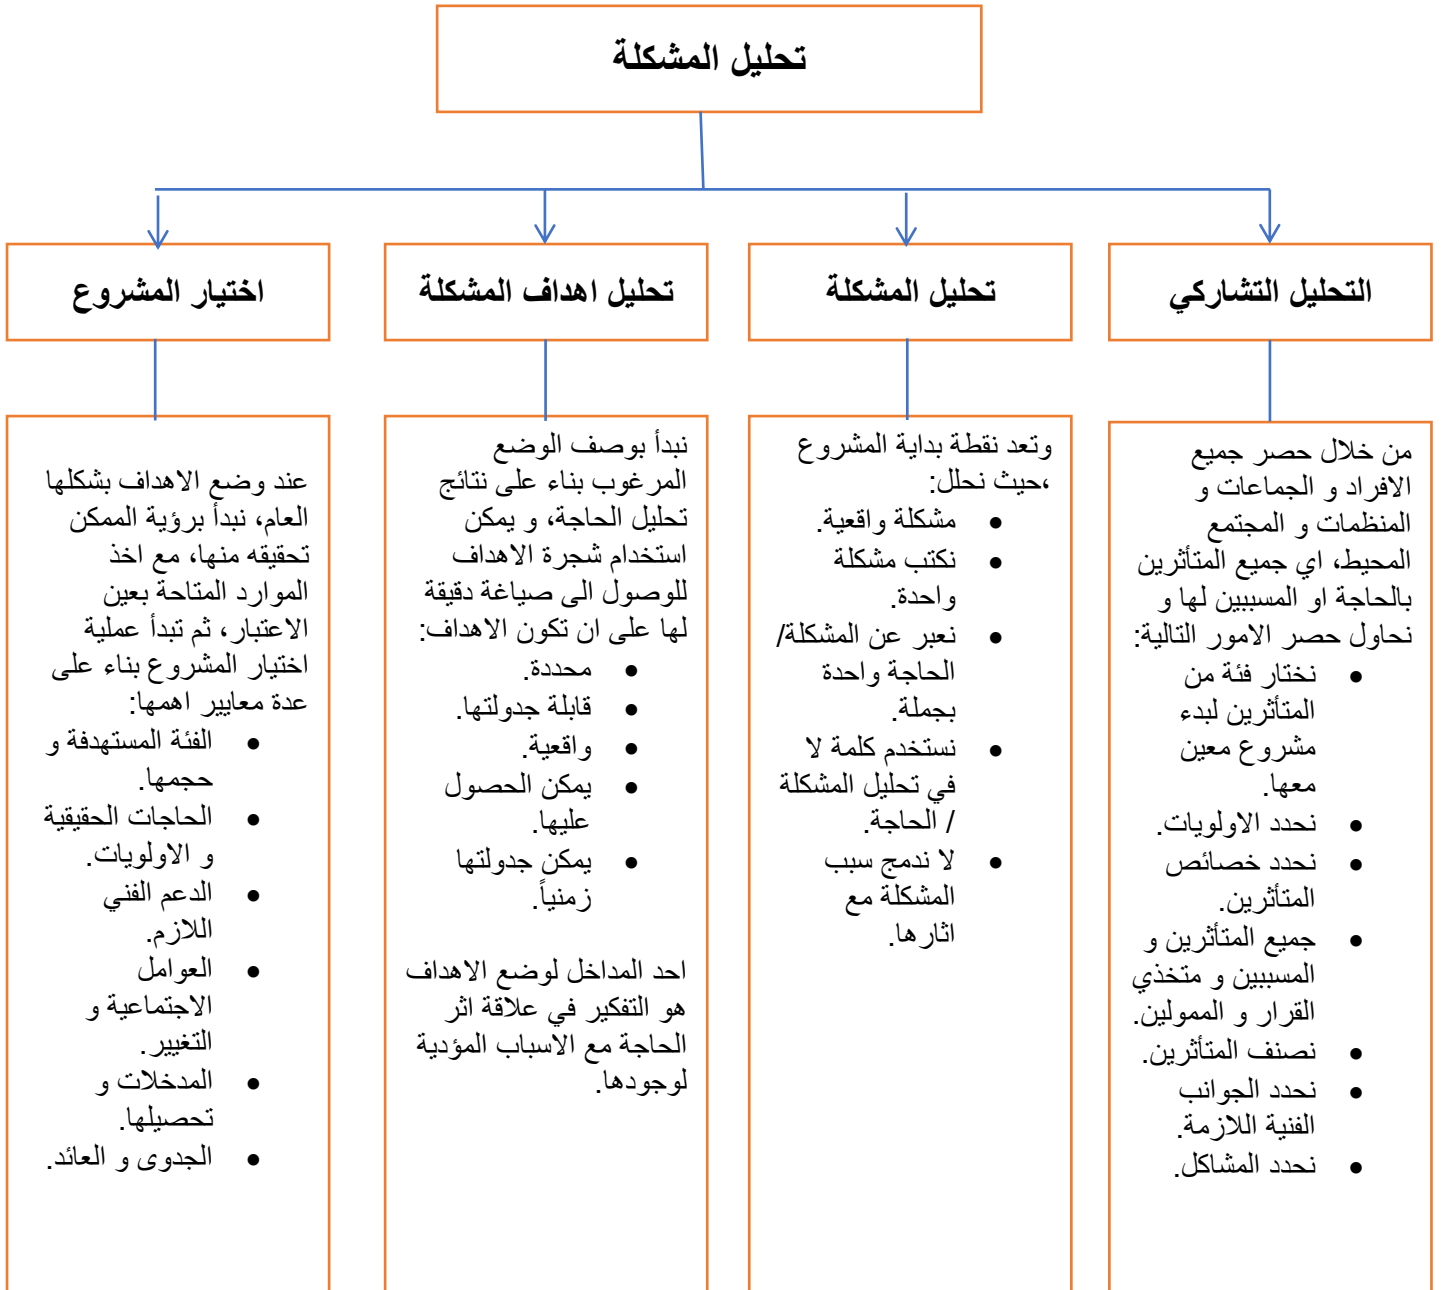 تحليل المشكلة
التحليل التشاركي
تحليل المشكلة
تحليل اهداف المشكلة
اختيار المشروع
من خلال حصر جميع
الافراد و الجماعات و
المنظمات و المجتمع
المحيط، اي جميع المتأثرين
بالحاجة او المسببين لها و
نحاول حصر الامور التالية:
• نختار فئة من
المتأثرين لبدء
مشروع معين
معها.
• نحدد الاولويات.
• نحدد خصائص
المتأثرين.
• جميع المتأثرين و
المسببين و متخذي
القرار و الممولين.
• نصنف المتأثرين.
• نحدد الجوانب
الفنية اللازمة.
• نحدد المشاكل.
وتعد نقطة بداية المشروع
،حيث نحلل:
• مشكلة واقعية.
• نكتب مشكلة
واحدة.
• نعبر عن المشكلة/
الحاجة واحدة
بجملة.
• نستخدم كلمة لا
في تحليل المشكلة
/ الحاجة.
• لا ندمج سبب
المشكلة مع
اثارها.
نبدأ بوصف الوضع
المرغوب بناء على نتائج
تحليل الحاجة، و يمكن
استخدام شجرة الاهداف
للوصول الى صياغة دقيقة
لها على ان تكون الاهداف:
• محددة.
• قابلة جدولتها.
• واقعية.
• يمكن الحصول
عليها.
• يمكن جدولتها
زمنياً.
احد المداخل لوضع الاهداف
هو التفكير في علاقة اثر
الحاجة مع الاسباب المؤدية
لوجودها.
عند وضع الاهداف بشكلها
العام، نبدأ برؤية الممكن
تحقيقه منها، مع اخذ
الموارد المتاحة بعين
الاعتبار، ثم تبدأ عملية
اختيار المشروع بناء على
عدة معايير اهمها:
• الفئة المستهدفة و
حجمها.
• الحاجات الحقيقية
و الاولويات.
• الدعم الفني
اللازم.
• العوامل
الاجتماعية و
التغيير.
• المدخلات و
تحصيلها.
• الجدوى و العائد.